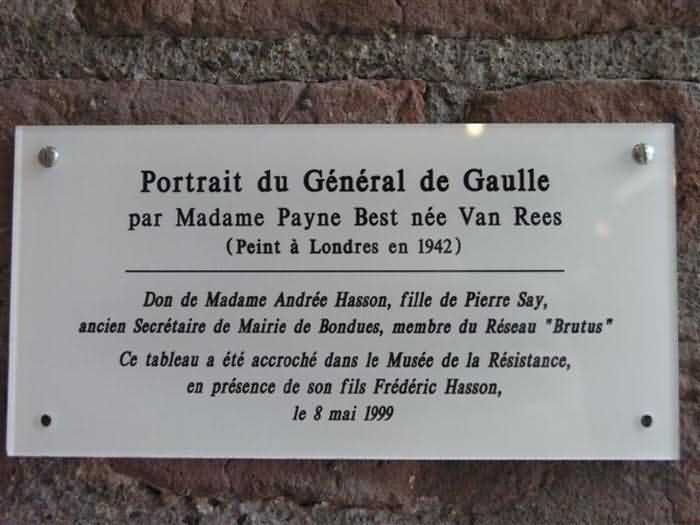 Portrait du Général de Gaulle
par Madame Payne Best née Van Rees
(Peint à Londres en 1942)
Don de Madame Andrée Hasson, fille de Pierre Say,
ancien Secrétaire de Mairie de Bondues, membre du Réseau "Brutus"
Ce tableau a été accroché dans le Musée de la Résistance,
en présence de son fils Frédéric Hasson,
le 8 mai 1999